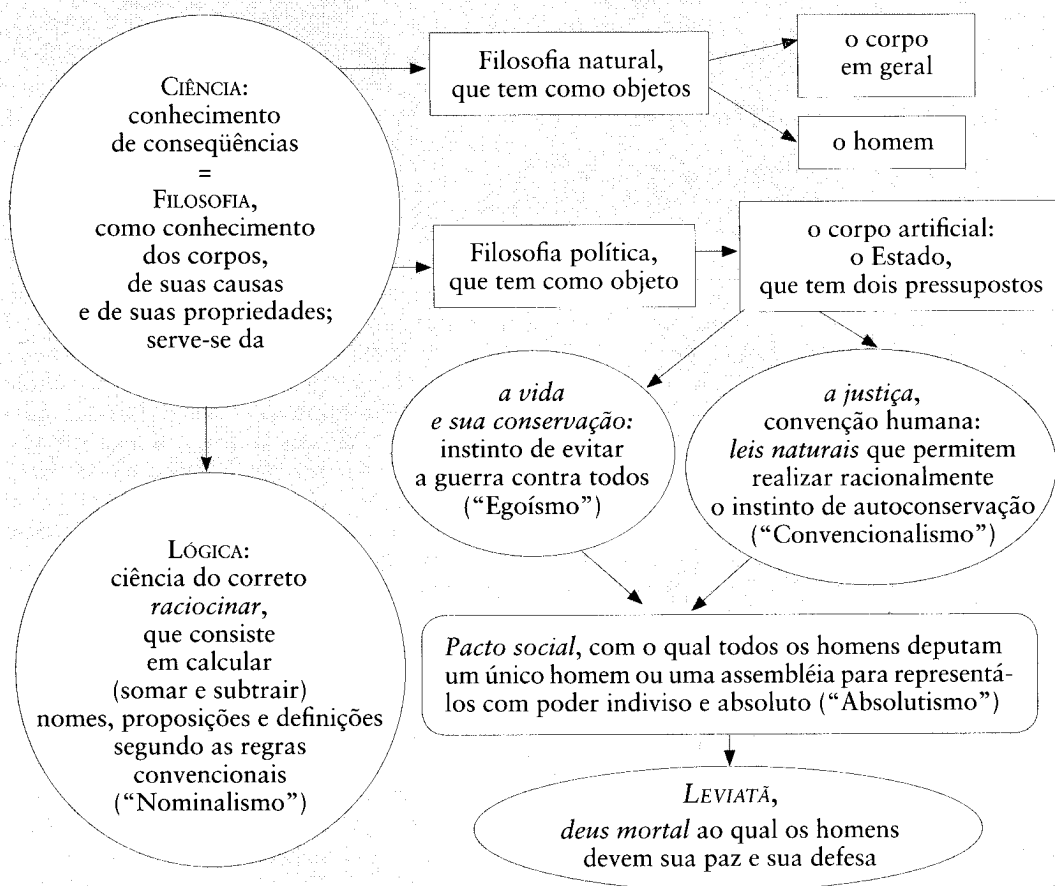 CIÊNCIA:
conhecimento
de conseqüências
=
FILOSOFIA,
como conhecimento
dos corpos,
de suas causas
e de suas propriedades;
serve-se da
Filosofia natural,
que tem como objetos
o corpo
em geral
o homem
Filosofia política,
que tem como objeto
o corpo artificial:
o Estado,
que tem dois pressupostos
a vida
e sua conservação:
instinto de evitar
a guerra contra todos
(“Egoísmo”)
a justiça,
convenção humana:
leis naturais que permitem
realizar racionalmente
o instinto de autoconservação
(“Convencionalismo”)
LÓGICA:
ciência do correto
raciocinar,
que consiste
em calcular
(somar e subtrair)
nomes, proposições e definições
segundo as regras
convencionais
(“Nominalismo”)
Pacto social, com o qual todos os homens deputam
um único homem ou uma assembléia para representá-
los com poder indiviso e absoluto (“Absolutismo”)
LEVIATÃ,
deus mortal ao qual os homens
devem sua paz e sua defesa